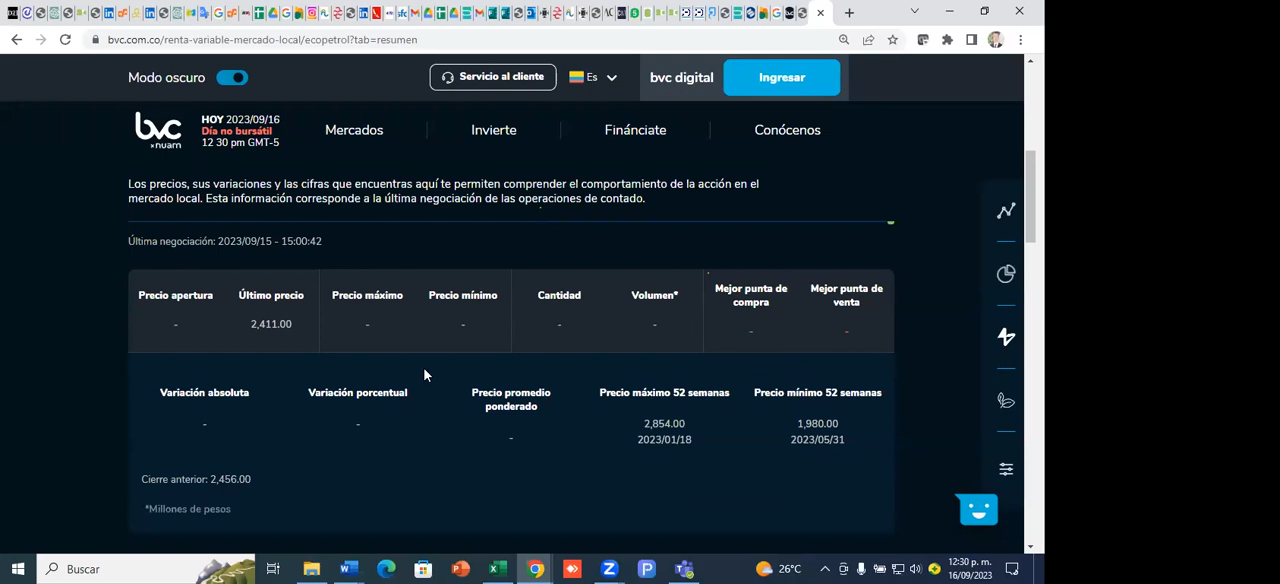 bvc.com.co/renta-variable-mercado-local/ecopetrol?tab=resumen
Modo oscuro
Servicio al cliente
Es
bvc digital
Ingresar
bvc
x nuam
HOY 2023/09/16
Día no bursátil
12 30 pm GMT-5
Mercados
Invierte
Finánciate
Conócenos
Los precios, sus variaciones y las cifras que encuentras aquí te permiten comprender el comportamiento de la acción en el
mercado local. Esta información corresponde a la última negociación de las operaciones de contado.
Última negociación: 2023/09/15 - 15:00:42
Precio apertura
-
Último precio
2,411.00
Precio máximo
-
Precio mínimo
-
Cantidad
-
Volumen*
-
Mejor punta de
compra
-
Mejor punta de
venta
-
Variación absoluta
-
Variación porcentual
-
Precio promedio
ponderado
-
Precio máximo 52 semanas
2,854.00
2023/01/18
Precio mínimo 52 semanas
1,980.00
2023/05/31
Cierre anterior: 2,456.00
*Millones de pesos
Buscar
26°C
12:30 p. m.
16/09/2023